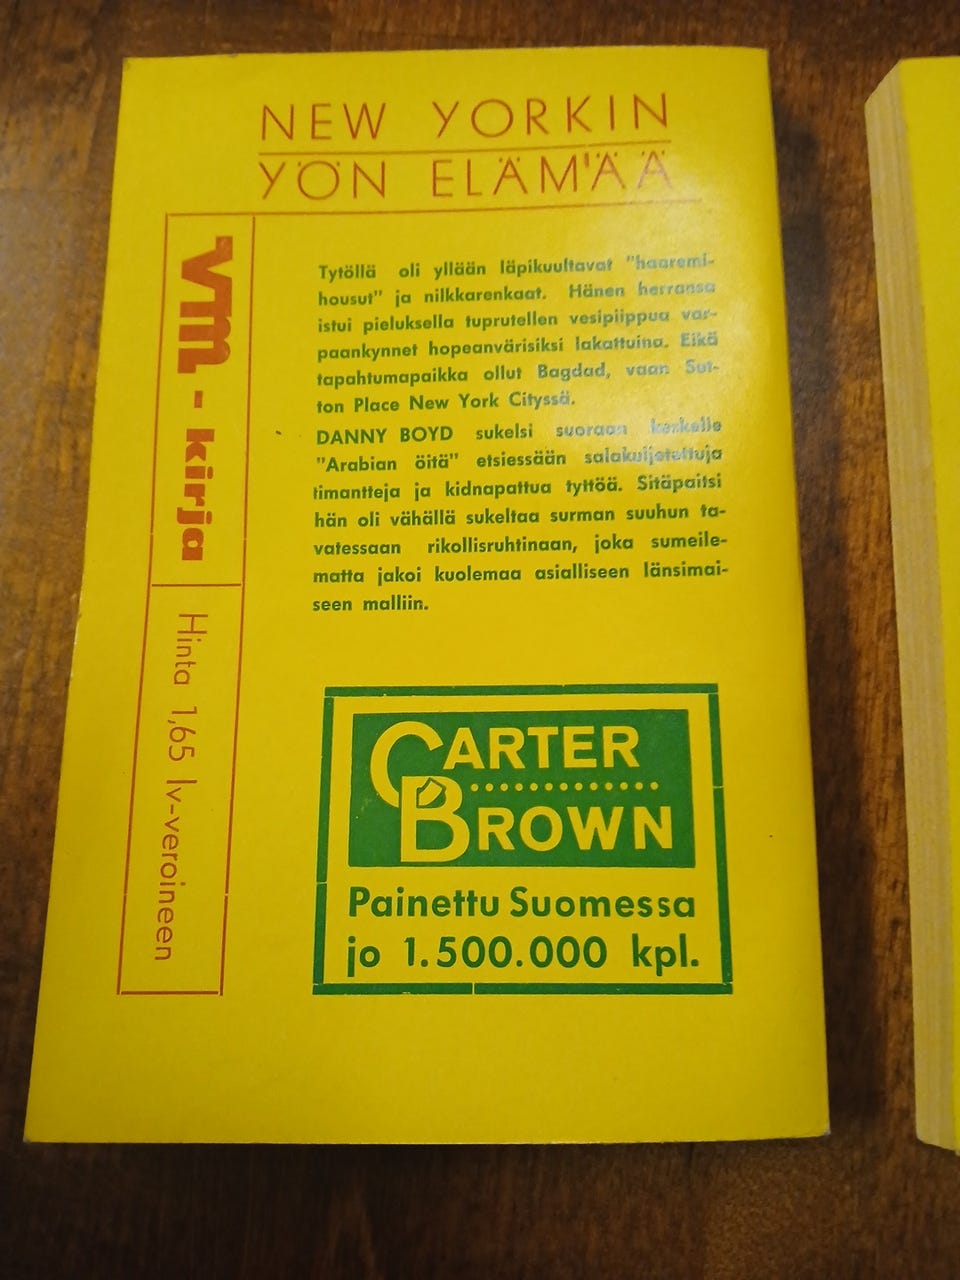 NEW YORKIN
YÖN ELÄMÄÄ
Vm - kirja
Hinta 1,65 lv-veroineen
Tytöllä oli yllään läpikuultavat "haaremi-
housut" ja nilkkarenkaat. Hänen herransa
istui pieluksella tuprutellen vesipiippua var-
paankynnet hopeanvärisiksi lakattuina. Eikä
tapahtumapaikka ollut Bagdad, vaan Sut-
ton Place New York Cityssä.
DANNY BOYD sukelsi suoraan keskelle
"Arabian öitä" etsiessään salakuljetettuja
timantteja ja kidnapattua tyttöä. Sitäpaitsi
hän oli vähällä sukeltaa surman suuhun ta-
vatessaan rikollisruhtinaan, joka sumeile-
matta jakoi kuolemaa asialliseen länsimai-
seen malliin.
CARTER
BROWN
Painettu Suomessa
jo 1.500.000 kpl.